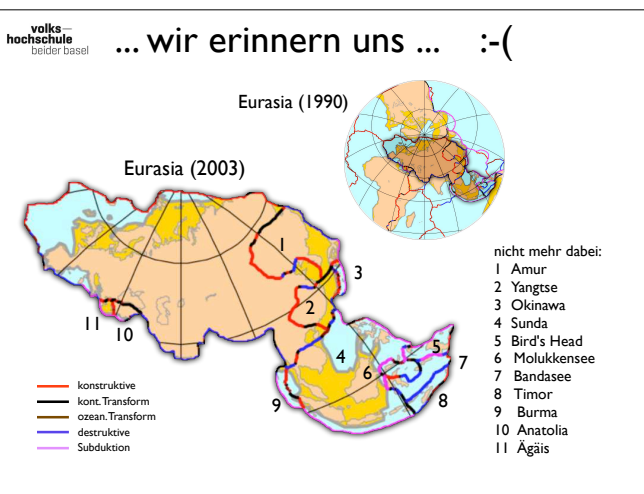 volks—
hochschule
beider basel
... wir erinnern uns ... :-(
Eurasia (1990)
Eurasia (2003)
1
3
2
4
11 10
5
6
7
8
9
nicht mehr dabei:
1 Amur
2 Yangtse
3 Okinawa
4 Sunda
5 Bird's Head
6 Molukkensee
7 Bandasee
8 Timor
9 Burma
10 Anatolia
11 Ägäis
konstruktive
kont.Transform
ozean.Transform
destruktive
Subduktion